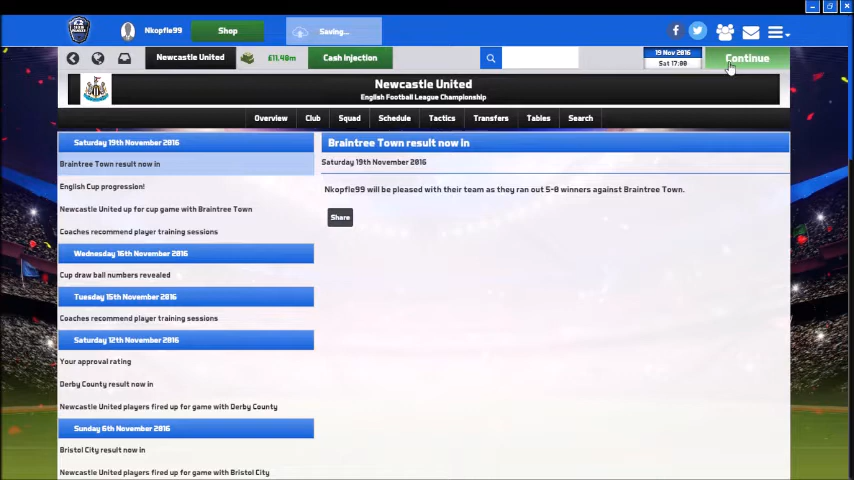 Nkopfle99
Shop
Saving...
Newcastle United
£11.40m
Cash Injection
19 Nov 2016
Sat 17:00
Continue
Newcastle United
English Football League Championship
Overview
Club
Squad
Schedule
Tactics
Transfers
Tables
Search
Saturday 19th November 2016
Braintree Town result now in
English Cup progression!
Newcastle United up for cup game with Braintree Town
Coaches recommend player training sessions
Wednesday 16th November 2016
Cup draw ball numbers revealed
Tuesday 15th November 2016
Coaches recommend player training sessions
Saturday 12th November 2016
Your approval rating
Derby County result now in
Newcastle United players fired up for game with Derby County
Sunday 6th November 2016
Bristol City result now in
Newcastle United players fired up for game with Bristol City
Braintree Town result now in
Saturday 19th November 2016
Nkopfle99 will be pleased with their team as they ran out 5-0 winners against Braintree Town.
Share